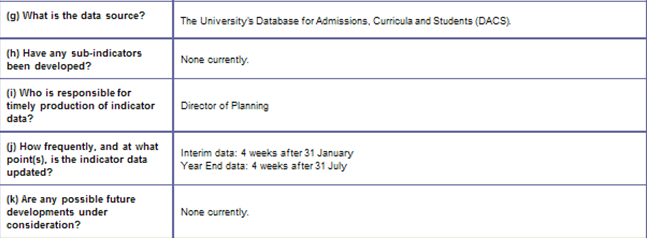 (g) What is the data source?
The University's Database for Admissions, Curricula and Students (DACS).
(h) Have any sub-indicators
been developed?
None currently.
(i) Who is responsible for
timely production of indicator
data?
Director of Planning
(j) How frequently, and at what
point(s), is the indicator data
updated?
Interim data: 4 weeks after 31 January
Year End data: 4 weeks after 31 July
(k) Are any possible future
developments under
consideration?
None currently.